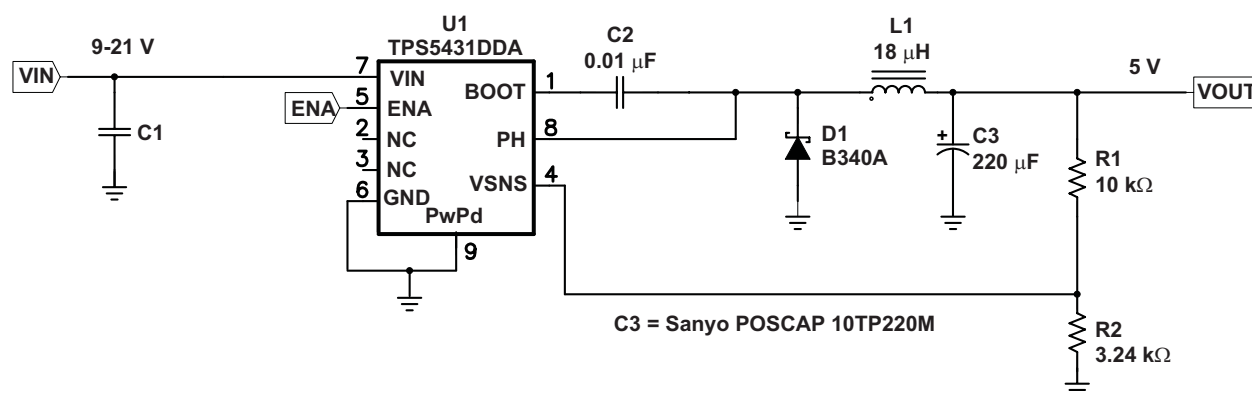 U1
TPS5431DDA
9-21 V
VIN
C1
ENA
7
5
2
3
6
VIN
ENA
NC
NC
GND
BOOT
PH
VSNS
PwPd
1
8
4
9
C2
0.01 μF
L1
18 μH
5 V
VOUT
D1
B340A
+
C3
220 μF
R1
10 kΩ
C3 = Sanyo POSCAP 10TP220M
R2
3.24 kΩ